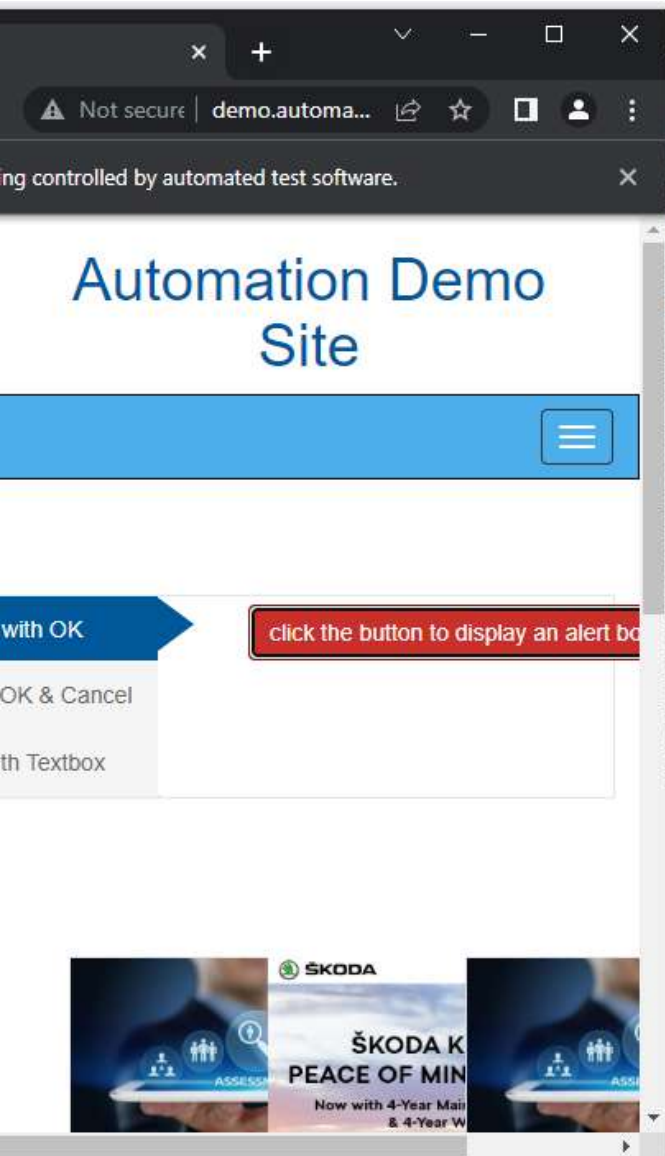 Not secure | demo.automa...
ing controlled by automated test software.
Automation Demo
Site
with OK
click the button to display an alert bo
OK & Cancel
th Textbox
ŠKODA
ŠKODA K
PEACE OF MIN
Now with 4-Year Mai
& 4-Year W
ASSESS
ASSE